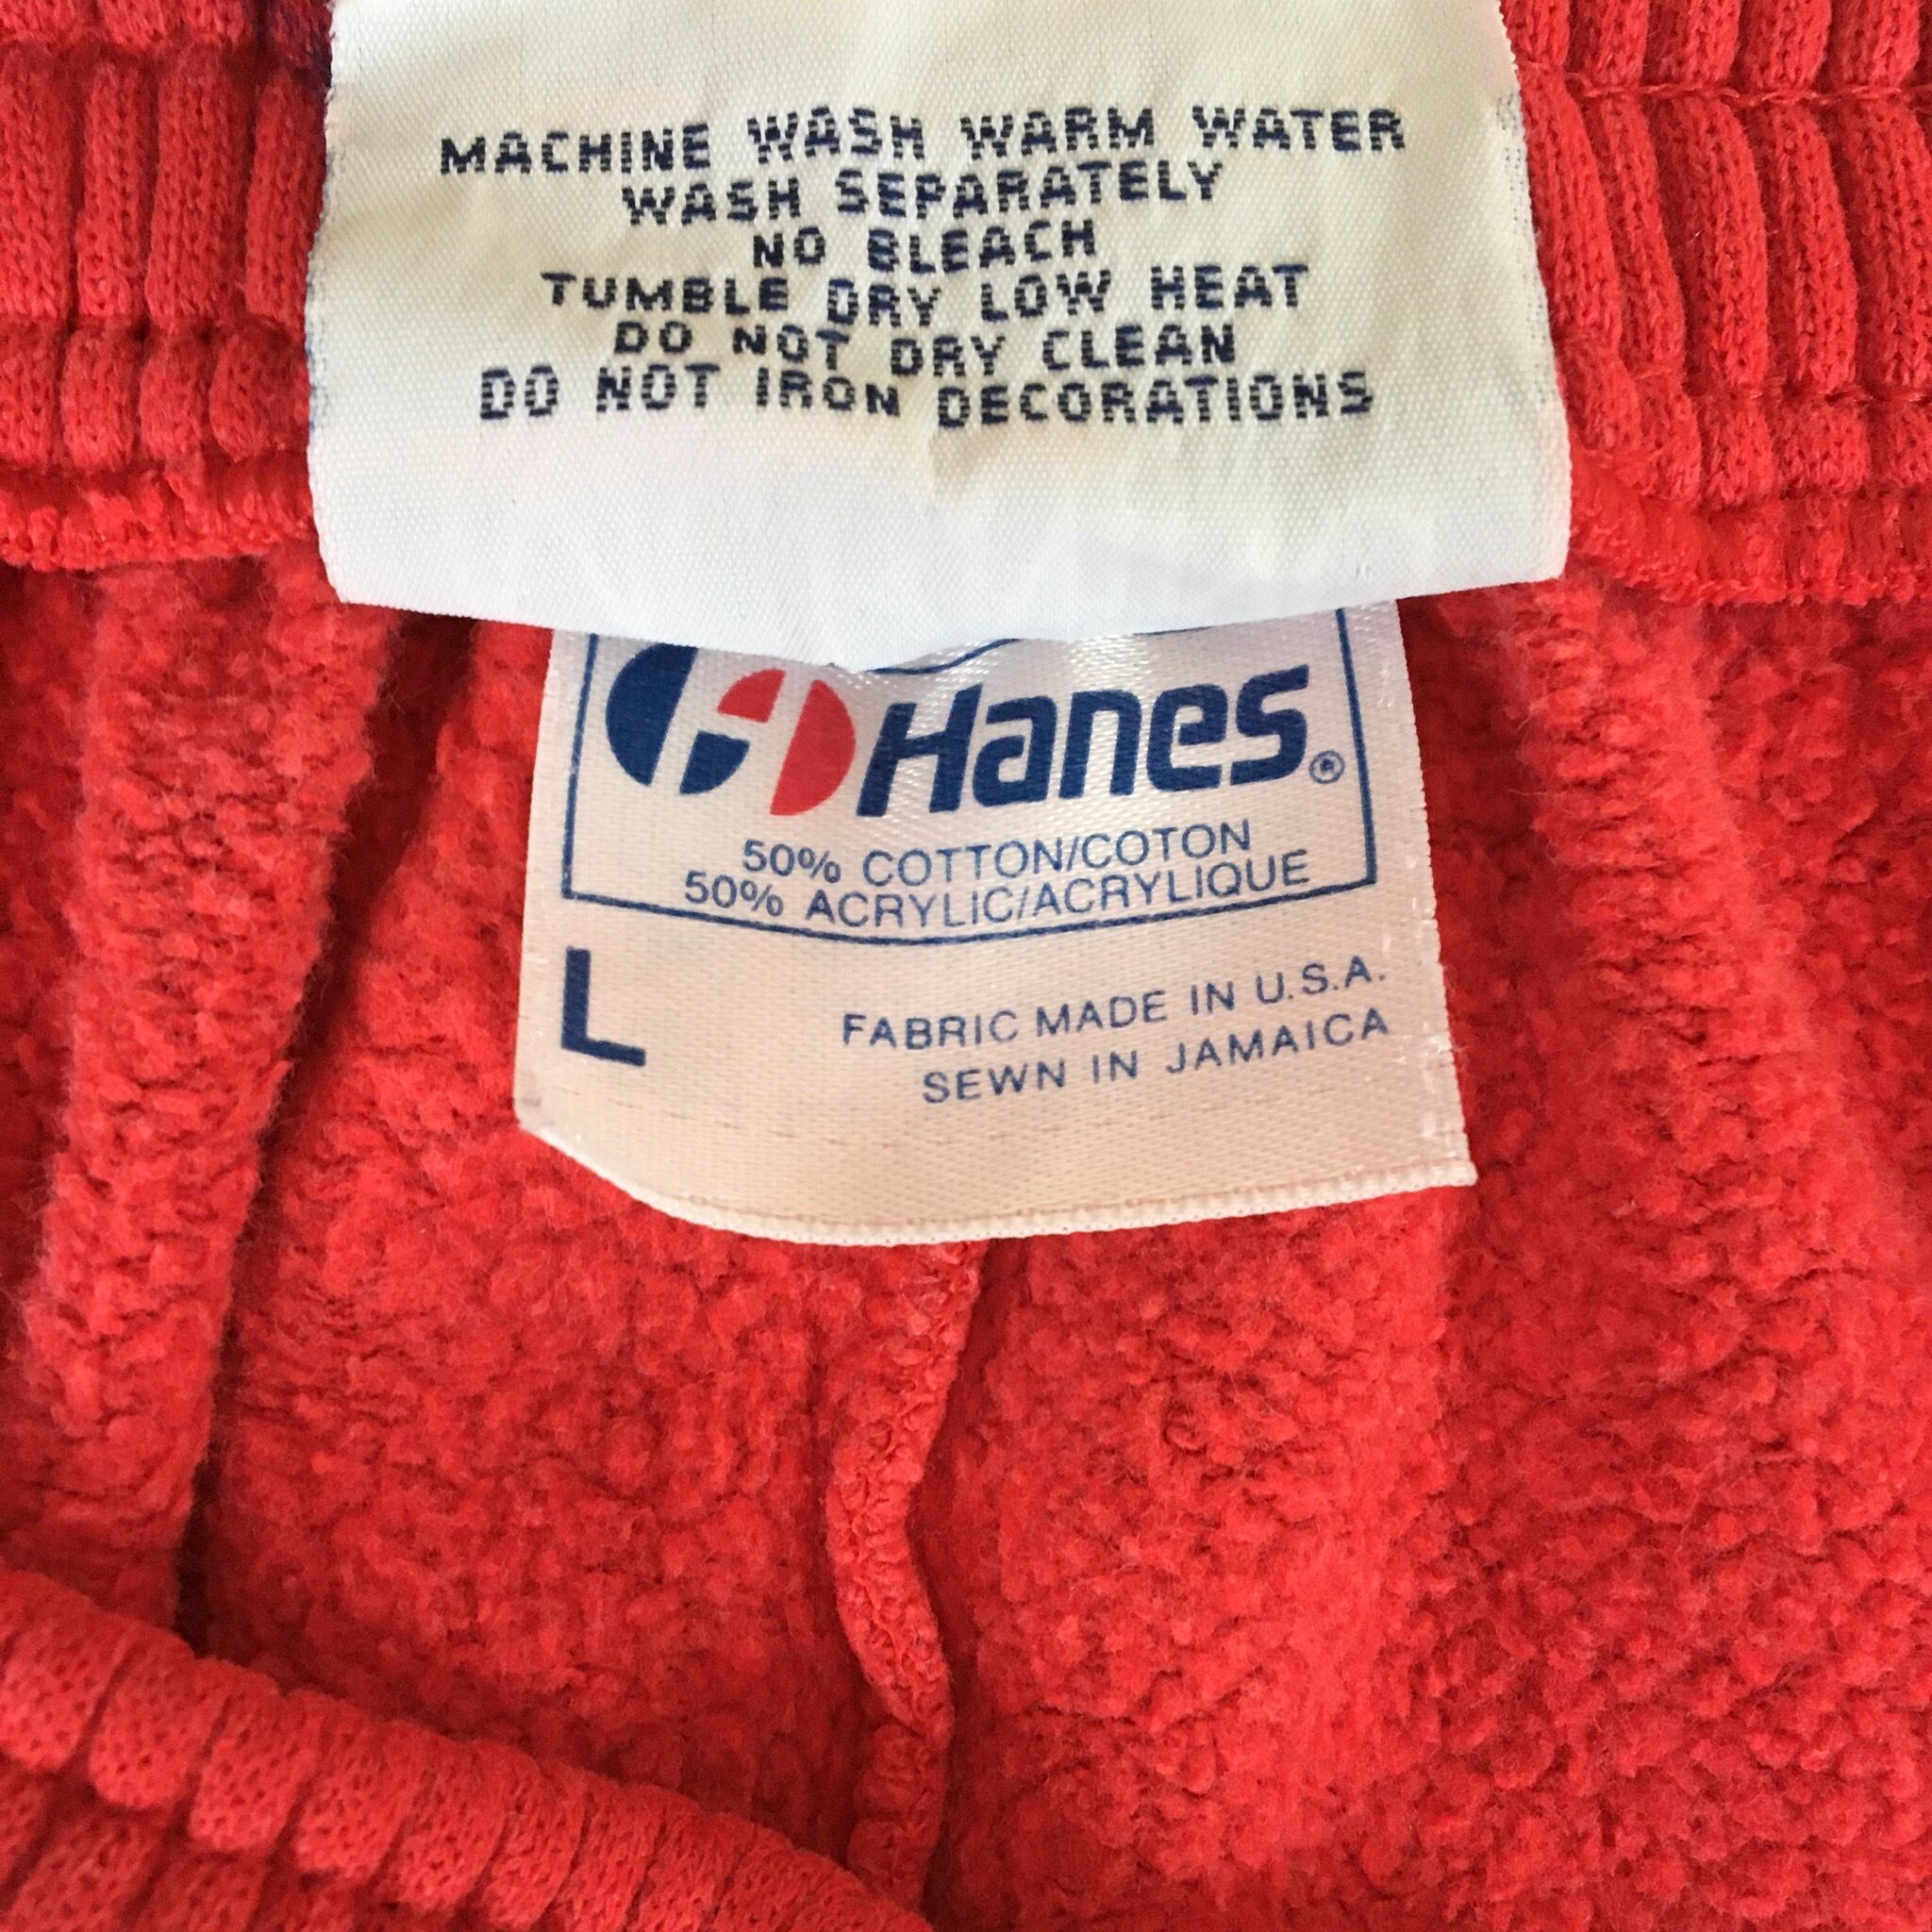 MACHINE WASH WARM WATER
WASH SEPARATELY
NO BLEACH
TUMBLE DRY LOW HEAT
DO NOT DRY CLEAN
DO NOT IRON DECORATIONS
Hanes®
50% COTTON/COTON
50% ACRYLIC/ACRYLIQUE
L
FABRIC MADE IN U.S.A.
SEWN IN JAMAICA